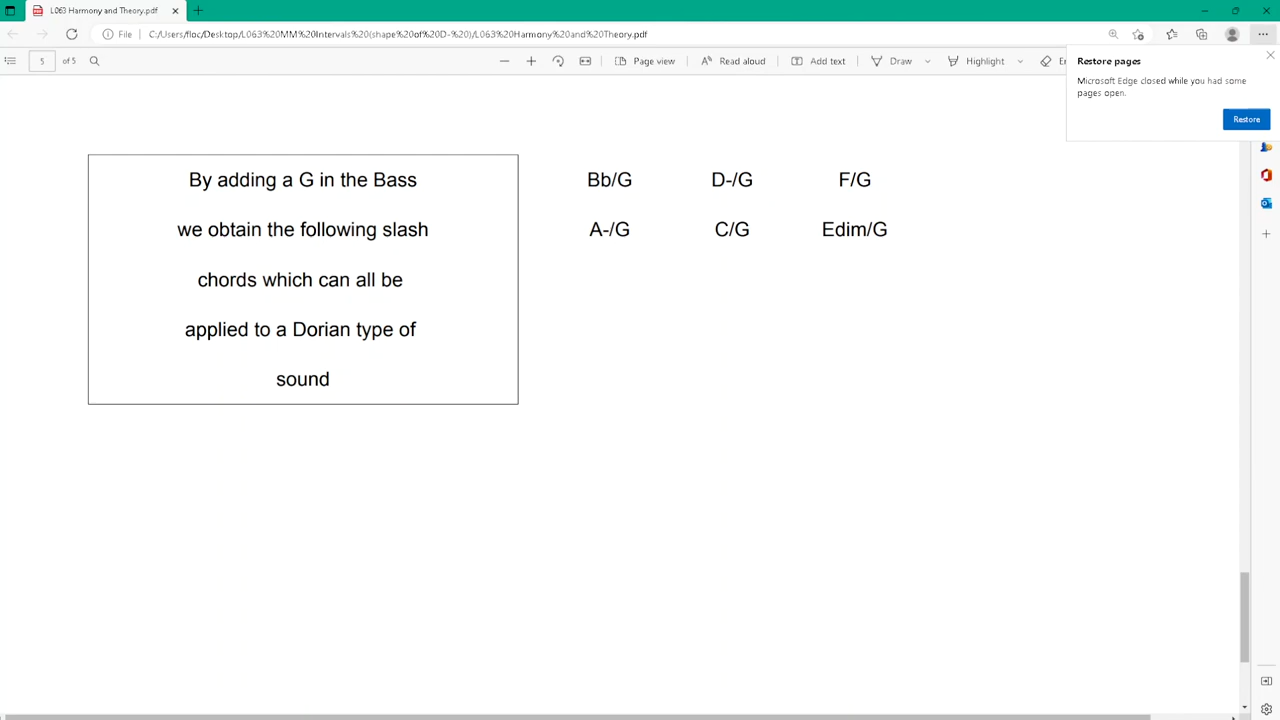 L063 Harmony and Theory.pdf
File C:/Users/floc/Desktop/L063%20MM%20Intervals%20(shape%20of%20D-%20)/L063%20Harmony%20and%20Theory.pdf
5 of 5 Page view Read aloud Add text Draw Highlight
Restore pages
Microsoft Edge closed while you had some
pages open.
Restore
By adding a G in the Bass
we obtain the following slash
chords which can all be
applied to a Dorian type of
sound
Bb/G D-/G F/G
A-/G C/G Edim/G